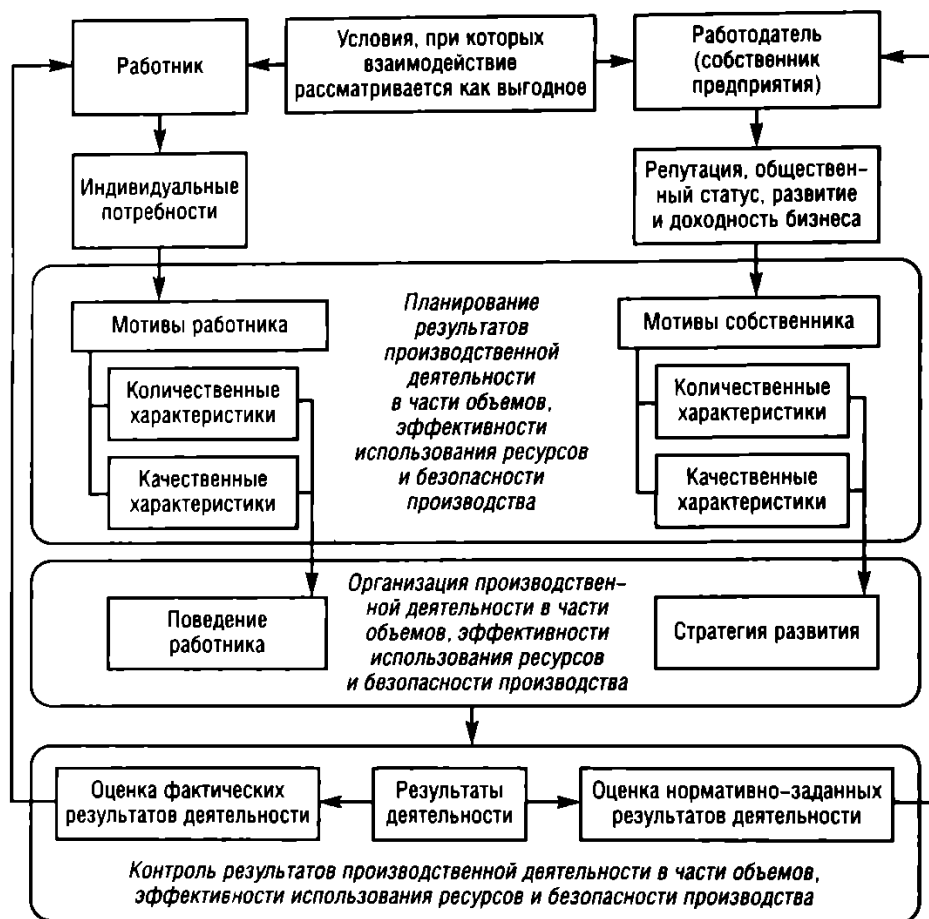 Работник
Условия, при которых
взаимодействие
рассматривается как выгодное
Работодатель
(собственник
предприятия)
Индивидуальные
потребности
Репутация, обществен-
ный статус, развитие
и доходность бизнеса
Мотивы работника
Количественные
характеристики
Качественные
характеристики
Планирование
результатов
производственной
деятельности
в части объемов,
эффективности
использования ресурсов
и безопасности
производства
Мотивы собственника
Количественные
характеристики
Качественные
характеристики
Поведение
работника
Организация производствен-
ной деятельности в части
объемов, эффективности
использования ресурсов
и безопасности производства
Стратегия развития
Оценка фактических
результатов деятельности
Результаты
деятельности
Оценка нормативно-заданных
результатов деятельности
Контроль результатов производственной деятельности в части объемов,
эффективности использования ресурсов и безопасности производства